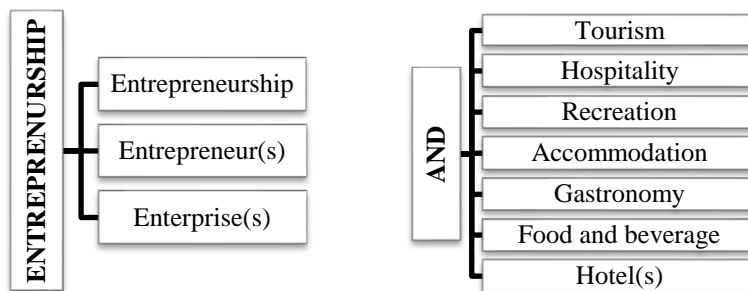 ENTREPRENURSHIP
Entrepreneurship
Entrepreneur(s)
Enterprise(s)
AND
Tourism
Hospitality
Recreation
Accommodation
Gastronomy
Food and beverage
Hotel(s)